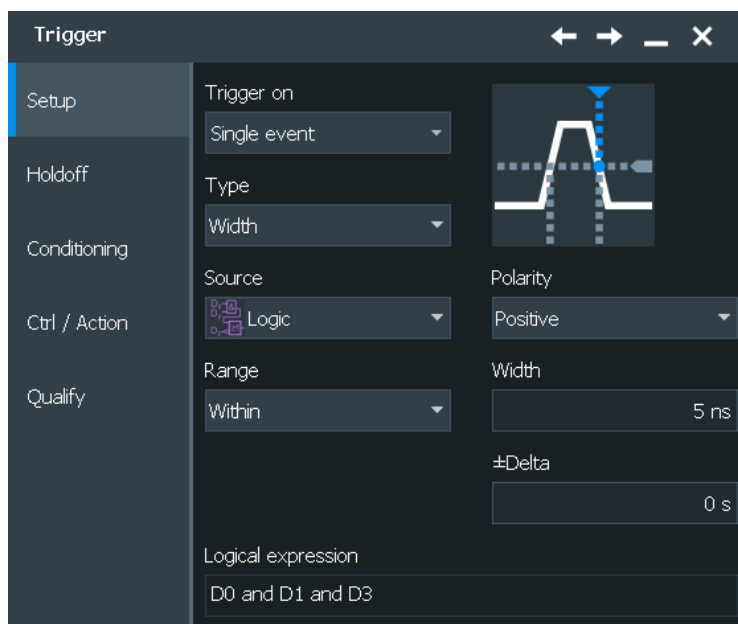 Trigger
Setup
Holdoff
Conditioning
Ctrl / Action
Qualify
Trigger on
Single event
Type
Width
Source
Logic
Polarity
Positive
Range
Within
Width
5 ns
±Delta
0 s
Logical expression
D0 and D1 and D3